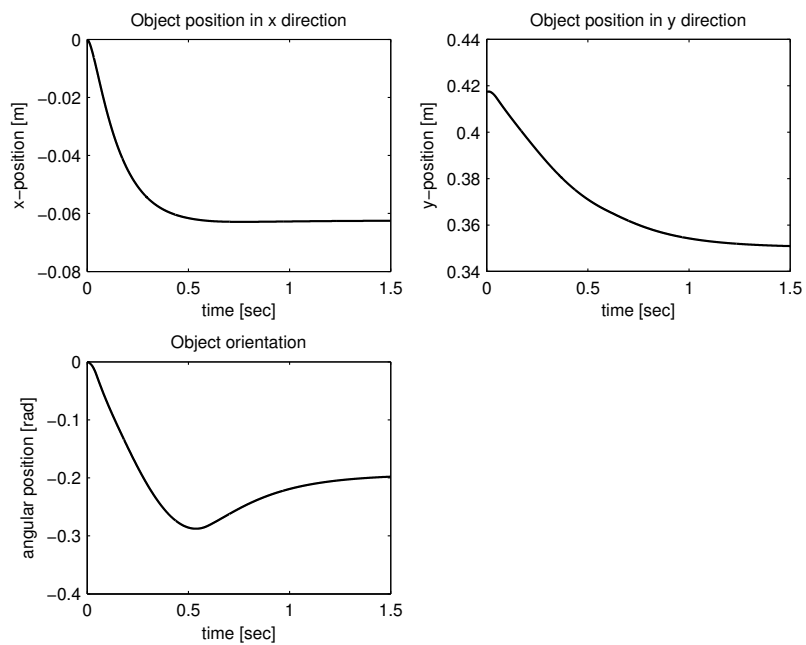 Object position in x direction
0
−0.02
−0.04
−0.06
−0.08
x−position [m]
0 0.5 1 1.5
time [sec]
Object position in y direction
0.44
0.42
0.4
0.38
0.36
0.34
y−position [m]
0 0.5 1 1.5
time [sec]
Object orientation
0
−0.1
−0.2
−0.3
−0.4
angular position [rad]
0 0.5 1 1.5
time [sec]